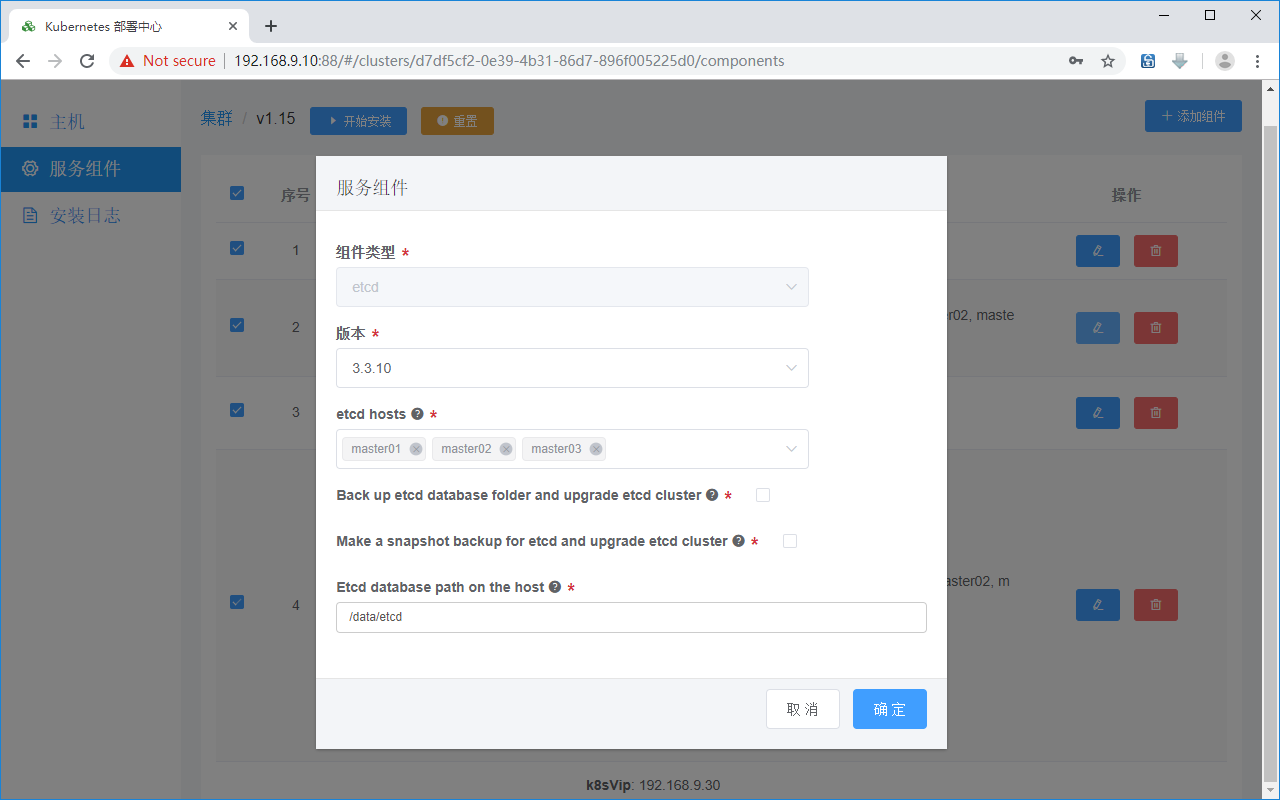 Kubernetes 部署中心
Not secure
192.168.9.10:88/#/clusters/d7df5cf2-0e39-4b31-86d7-896f005225d0/components
主机
服务组件
安装日志
集群 / v1.15
开始安装
重置
+ 添加组件
序号
操作
1
2
r02, maste
3
4
aster02, m
服务组件
组件类型 *
etcd
版本 *
3.3.10
etcd hosts *
master01
master02
master03
Back up etcd database folder and upgrade etcd cluster *
Make a snapshot backup for etcd and upgrade etcd cluster *
Etcd database path on the host *
/data/etcd
取 消
确 定
k8sVip: 192.168.9.30